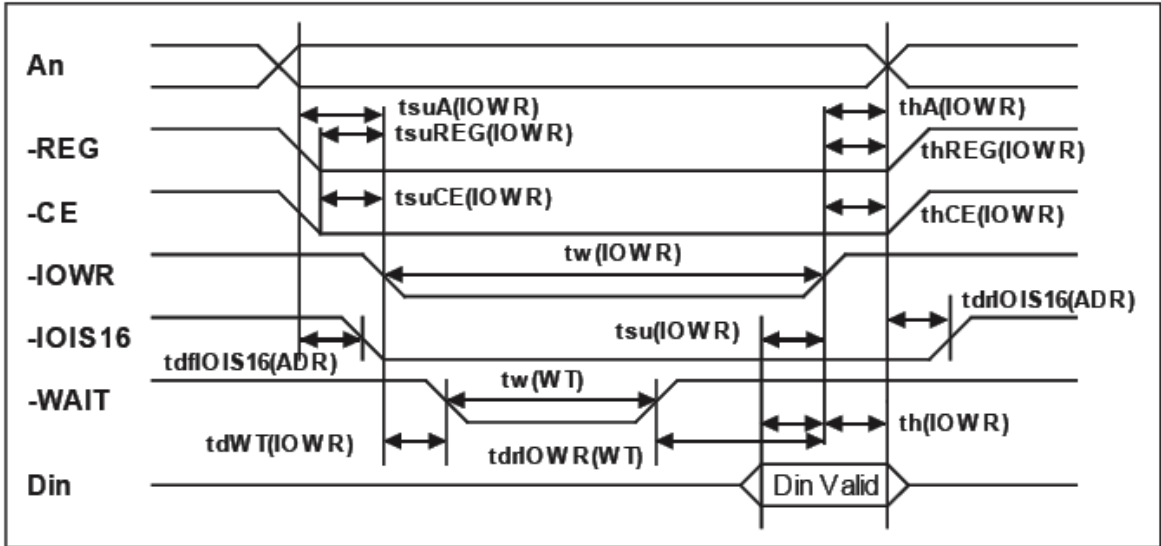 An
tsuA(IOWR)
thA(IOWR)
tsuREG(IOWR)
-REG
thREG(IOWR)
tsuCE(IOWR)
-CE
thCE(IOWR)
-IOWR
tw(IOWR)
tdrIOIS16(ADR)
-IOIS16
tsu(IOWR)
tdfIOIS16(ADR)
-WAIT
tw(WT)
th(IOWR)
tdWT(IOWR)
tdrIOWR(WT)
Din
Din Valid